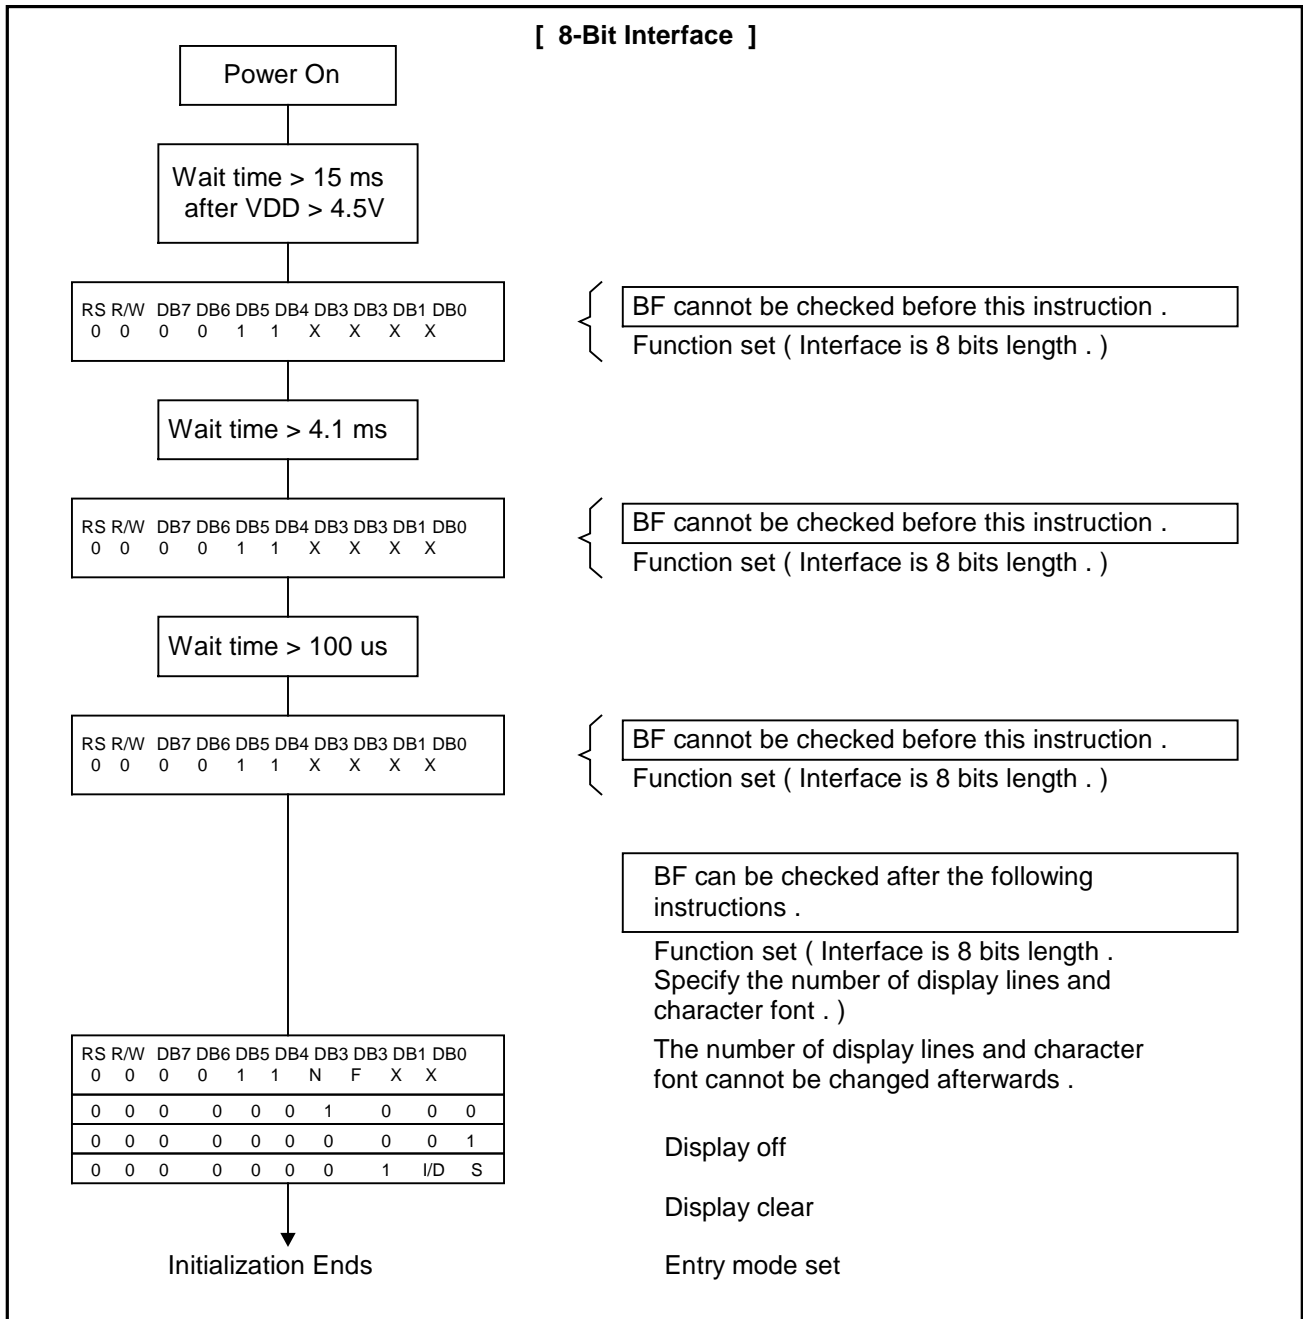 [ 8-Bit Interface ]
Power On
Wait time > 15 ms
after VDD > 4.5V
RS R/W DB7 DB6 DB5 DB4 DB3 DB3 DB1 DB0
0 0 0 0 1 1 X X X X
BF cannot be checked before this instruction .
Function set ( Interface is 8 bits length . )
Wait time > 4.1 ms
RS R/W DB7 DB6 DB5 DB4 DB3 DB3 DB1 DB0
0 0 0 0 1 1 X X X X
BF cannot be checked before this instruction .
Function set ( Interface is 8 bits length . )
Wait time > 100 us
RS R/W DB7 DB6 DB5 DB4 DB3 DB3 DB1 DB0
0 0 0 0 1 1 X X X X
BF cannot be checked before this instruction .
Function set ( Interface is 8 bits length . )
BF can be checked after the following
instructions .
Function set ( Interface is 8 bits length .
Specify the number of display lines and
character font . )
The number of display lines and character
font cannot be changed afterwards .
RS R/W DB7 DB6 DB5 DB4 DB3 DB3 DB1 DB0
0 0 0 0 1 1 N F X X
0 0 0 0 0 0 1 0 0 0
0 0 0 0 0 0 0 0 0 1
0 0 0 0 0 0 0 1 I/D S
Display off
Display clear
Entry mode set
Initialization Ends